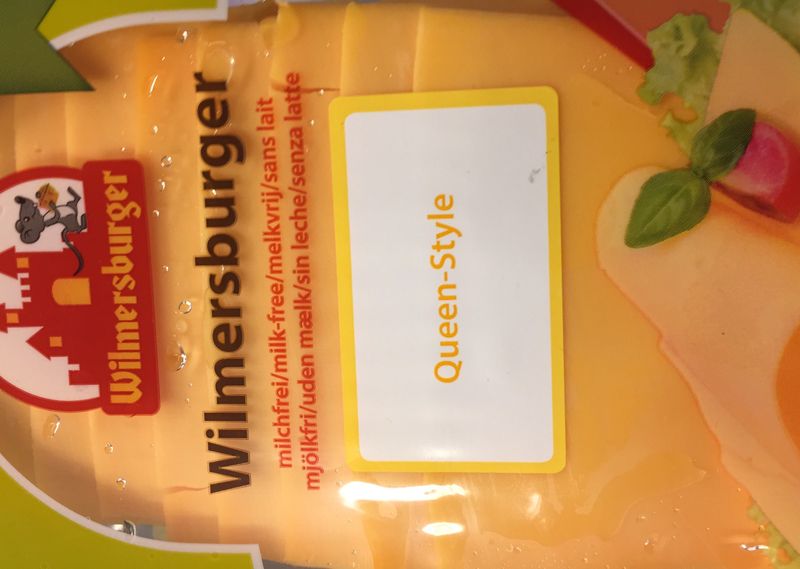 Wilmersburger
Wilmersburger
milchfrei/milk-free/melkvrij/sans lait
mjölkfri/uden mælk/sin leche/senza latte
Queen-Style